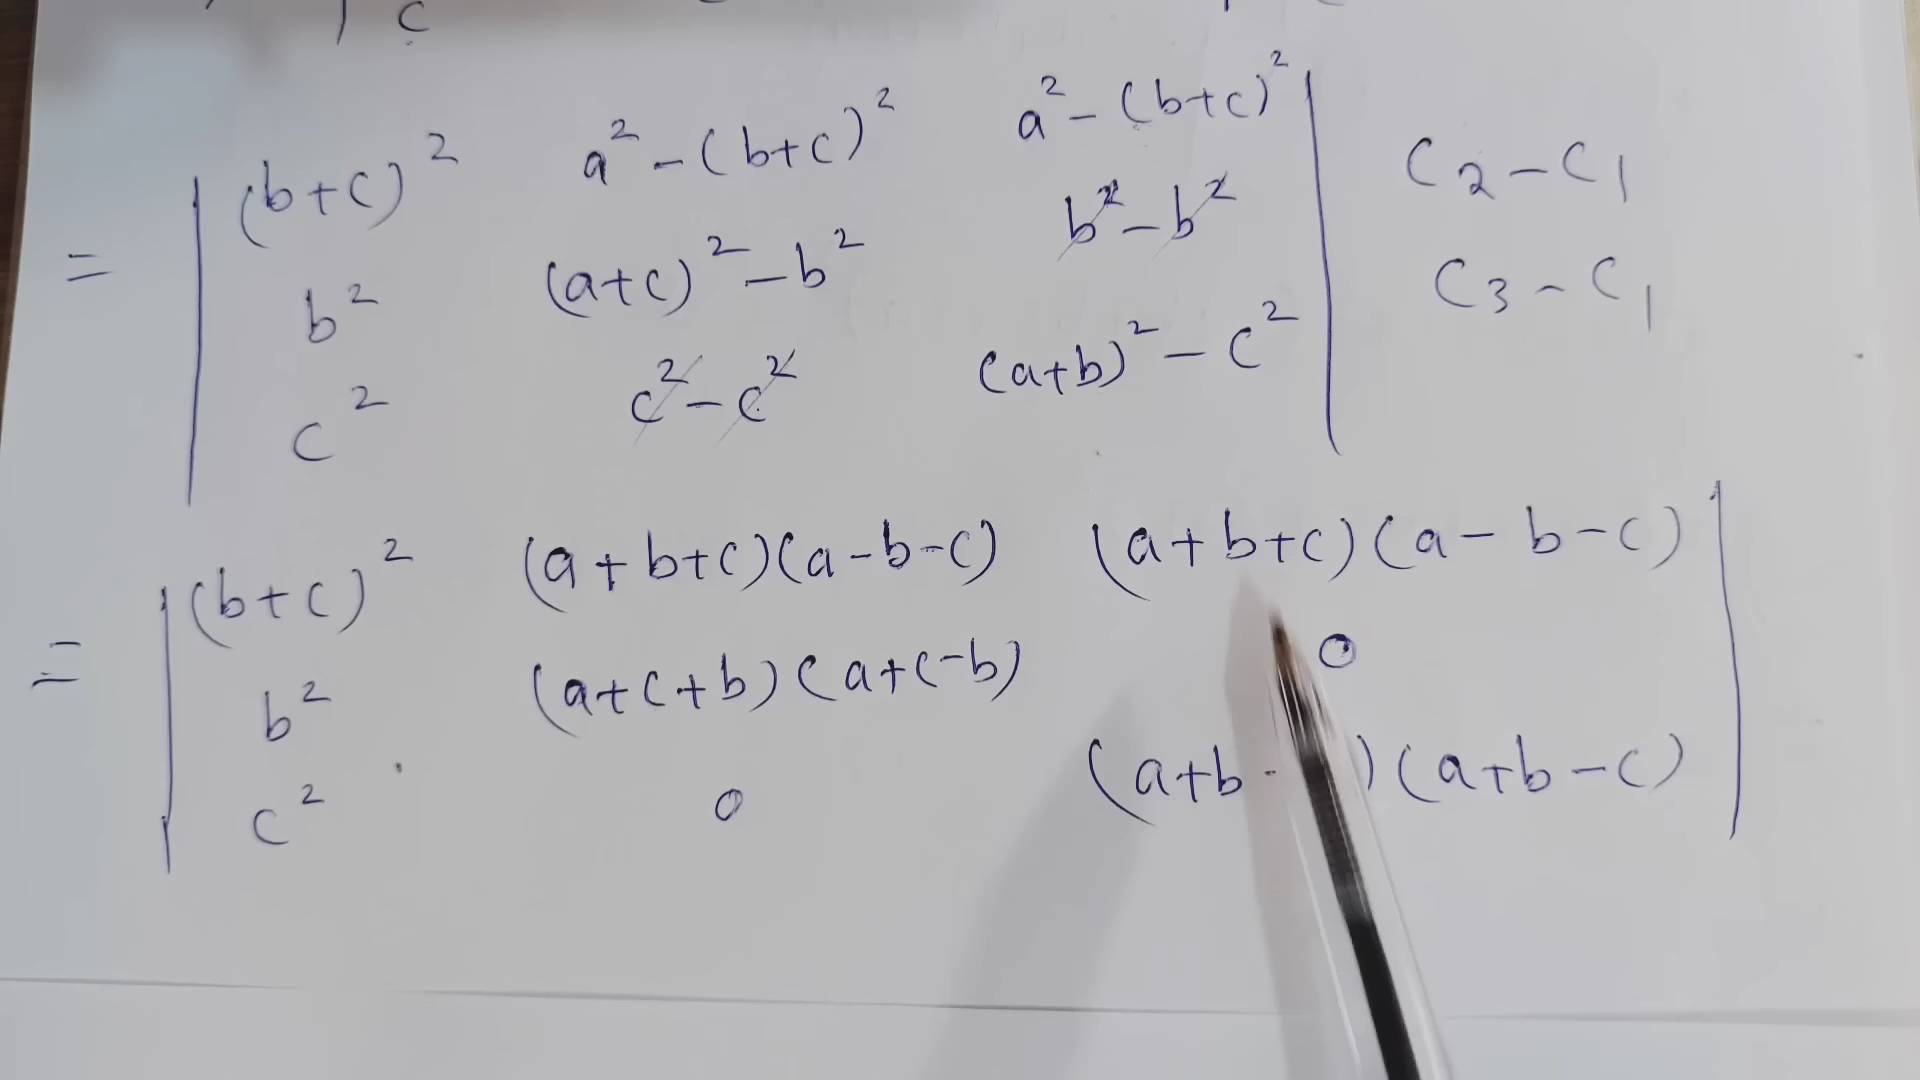 c
(b+c)² a²-(b+c)² a²-(b+c)² C₂-C₁
= b² (a+c)²-b² b²-b² C₃-C₁
c² c²-c² (a+b)²-c²
(b+c)² (a+b+c)(a-b-c) (a+b+c)(a-b-c)
= b² (a+c+b)(a+c-b) 0
c² 0 (a+b )(a+b-c)